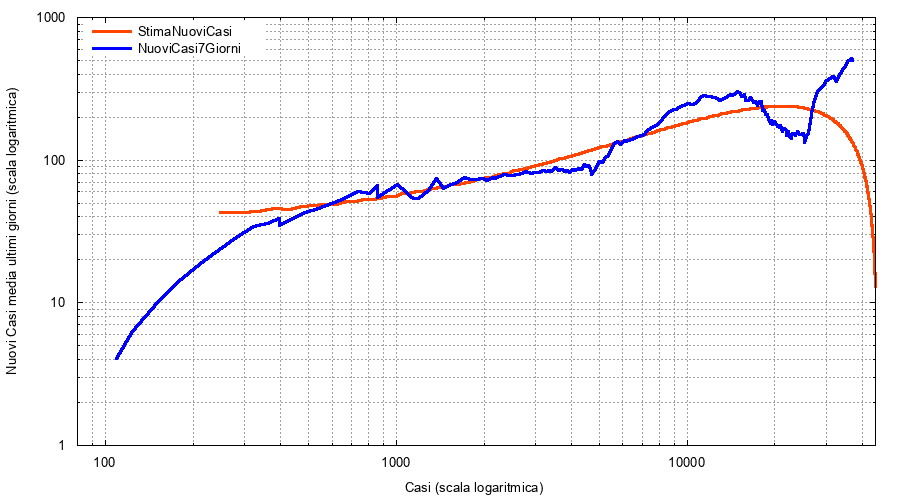 1000
StimaNuoviCasi
NuoviCasi7Giorni
100
10
1
Nuovi Casi media ultimi giorni (scala logaritmica)
100 1000 10000
Casi (scala logaritmica)